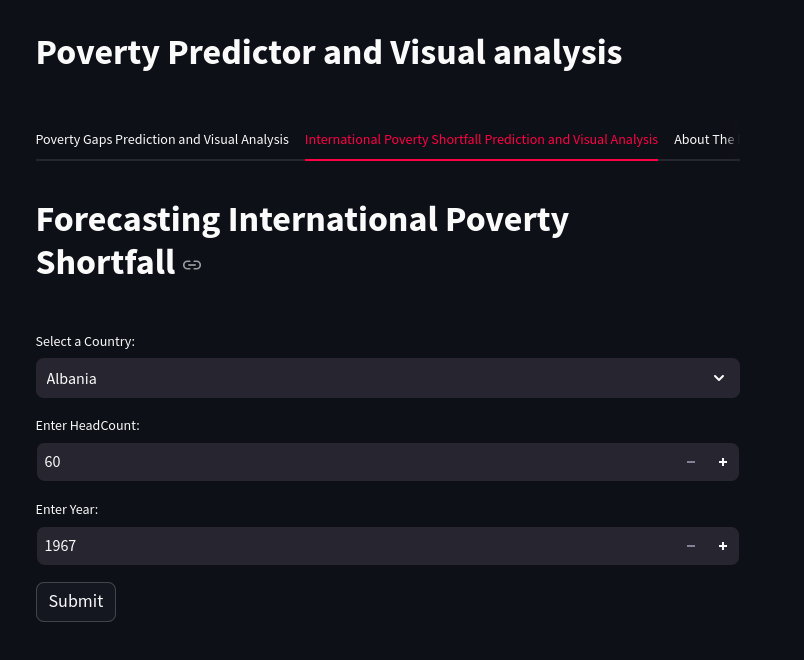 Poverty Predictor and Visual analysis
Poverty Gaps Prediction and Visual Analysis
International Poverty Shortfall Prediction and Visual Analysis
About The
Forecasting International Poverty
Shortfall
Select a Country:
Albania
Enter HeadCount:
60
Enter Year:
1967
Submit